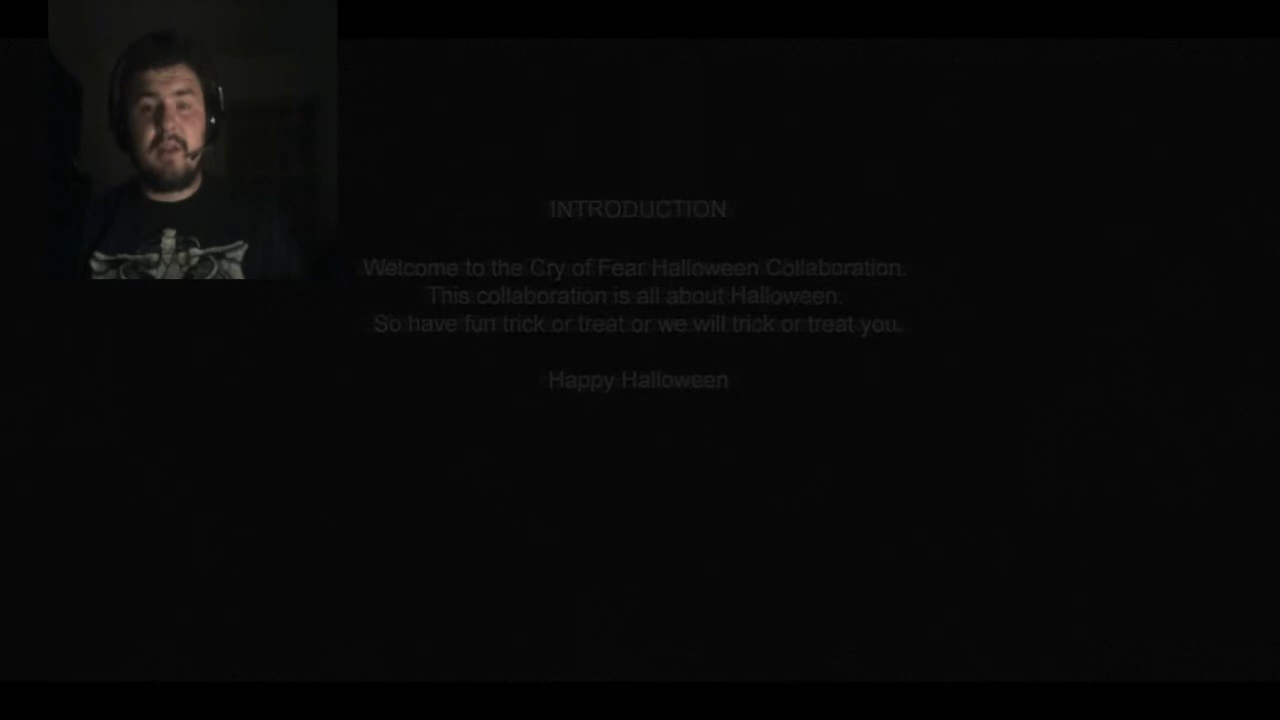 INTRODUCTION
Welcome to the Cry of Fear Halloween Collaboration.
This collaboration is all about Halloween.
So have fun trick or treat or we will trick or treat you.
Happy Halloween